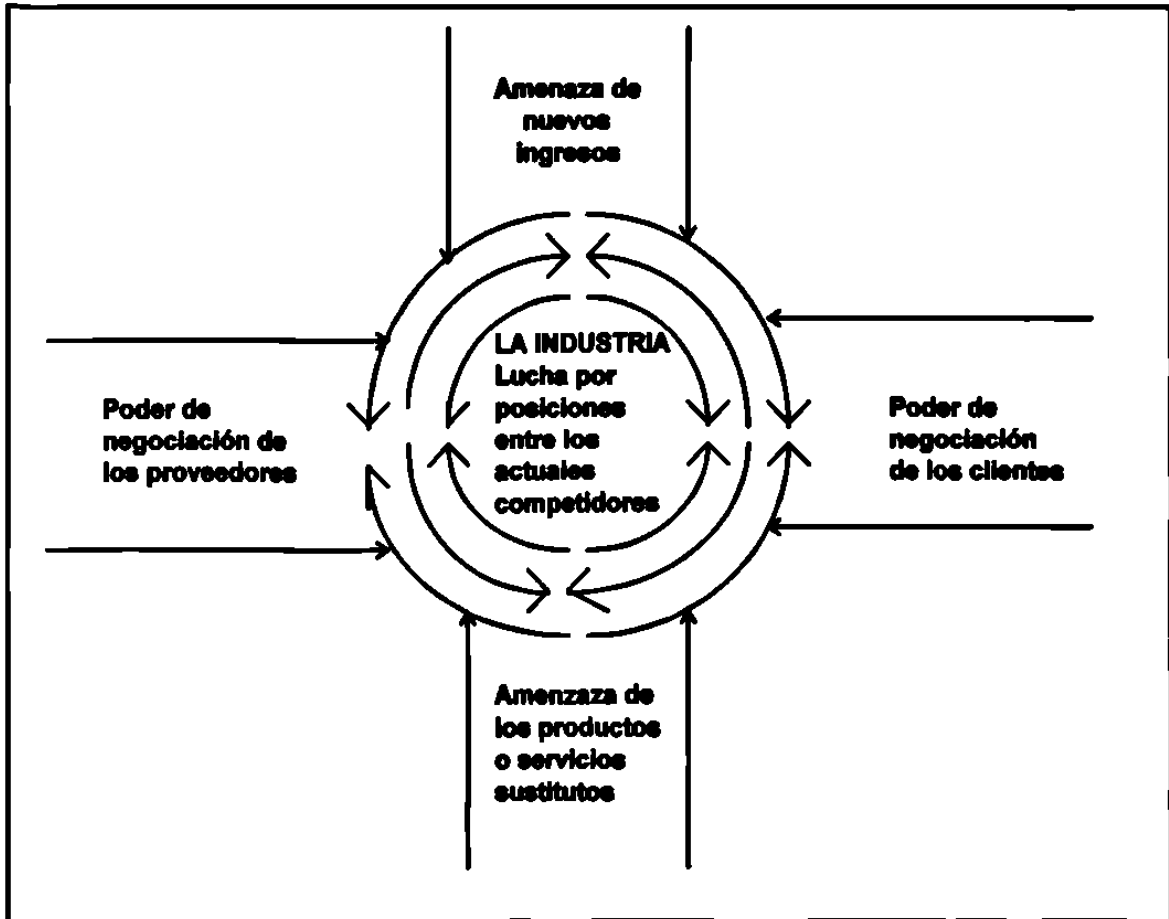 Amenaza de
nuevos
ingresos
LA INDUSTRIA
Lucha por
posiciones
entre los
actuales
competidores
Poder de
negociación de
los proveedores
Poder de
negociación
de los clientes
Amenzaza de
los productos
o servicios
sustitutos